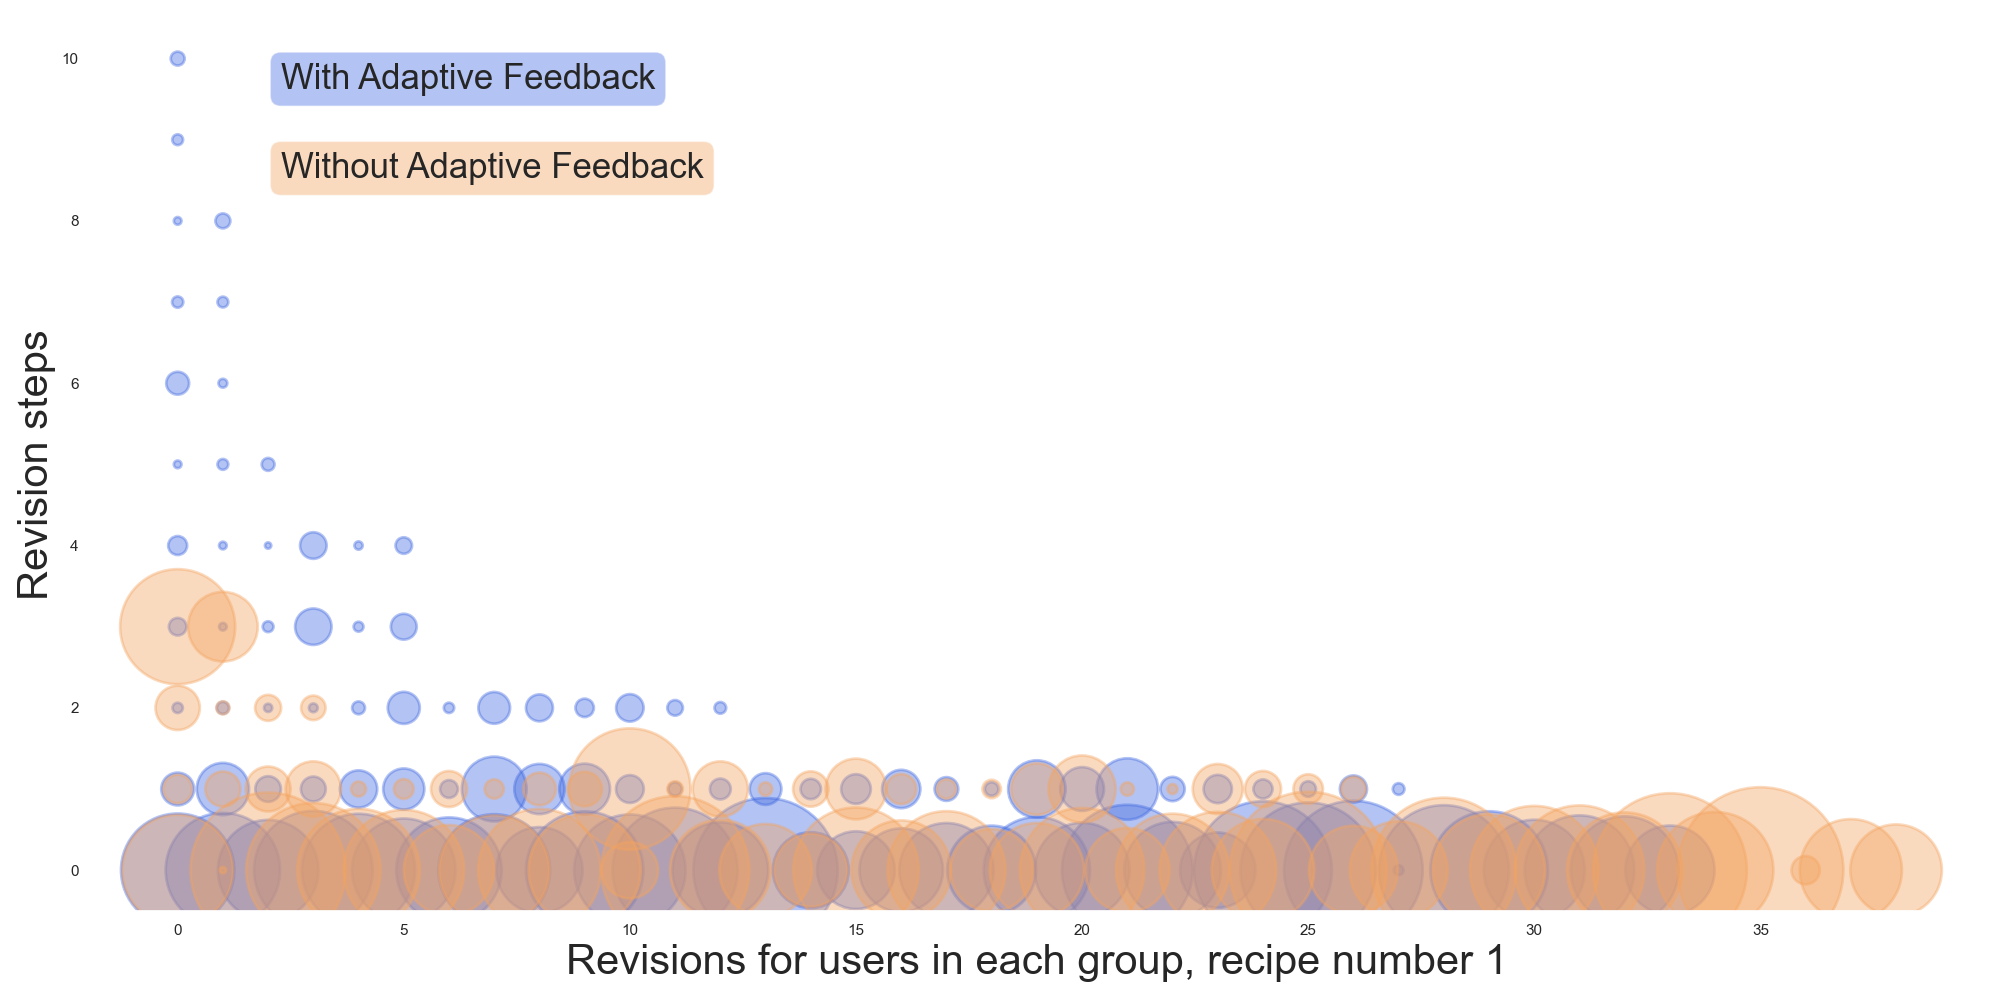 10
With Adaptive Feedback
Without Adaptive Feedback
8
6
4
2
0
Revision steps
0 5 10 15 20 25 30 35
Revisions for users in each group, recipe number 1